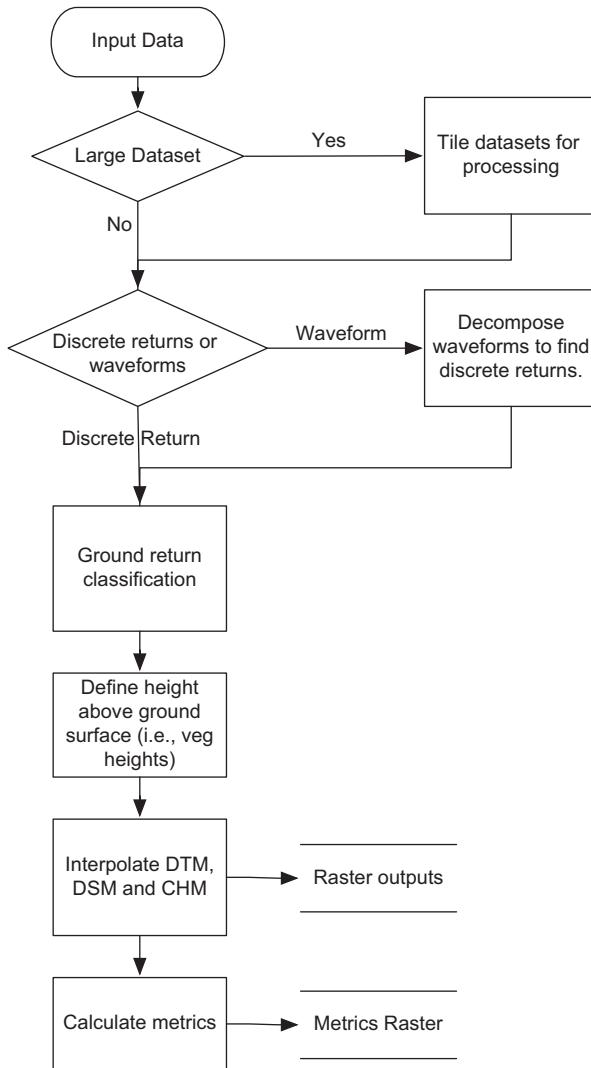 Input Data
Large Dataset
Yes
Tile datasets for
processing
No
Discrete returns or
waveforms
Waveform
Decompose
waveforms to find
discrete returns.
Discrete Return
Ground return
classification
Define height
above ground
surface (i.e., veg
heights)
Interpolate DTM,
DSM and CHM
Raster outputs
Calculate metrics
Metrics Raster